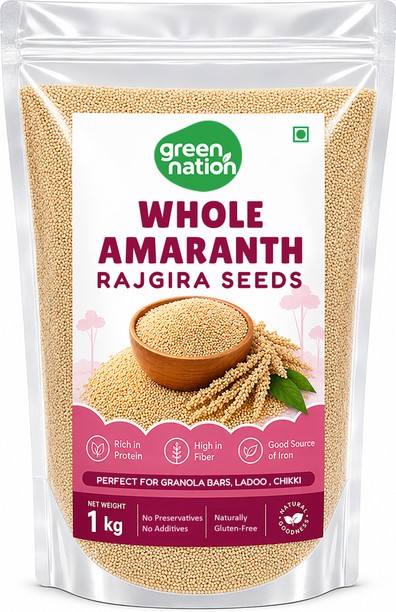 green
nation
WHOLE
AMARANTH
RAJGIRA SEEDS
Rich in
Protein
High in
Fiber
Good Source
of Iron
PERFECT FOR GRANOLA BARS, LADOO , CHIKKI
NET WEIGHT
1 kg
No Preservatives
No Additives
Naturally
Gluten-Free
NATURAL
GOODNESS